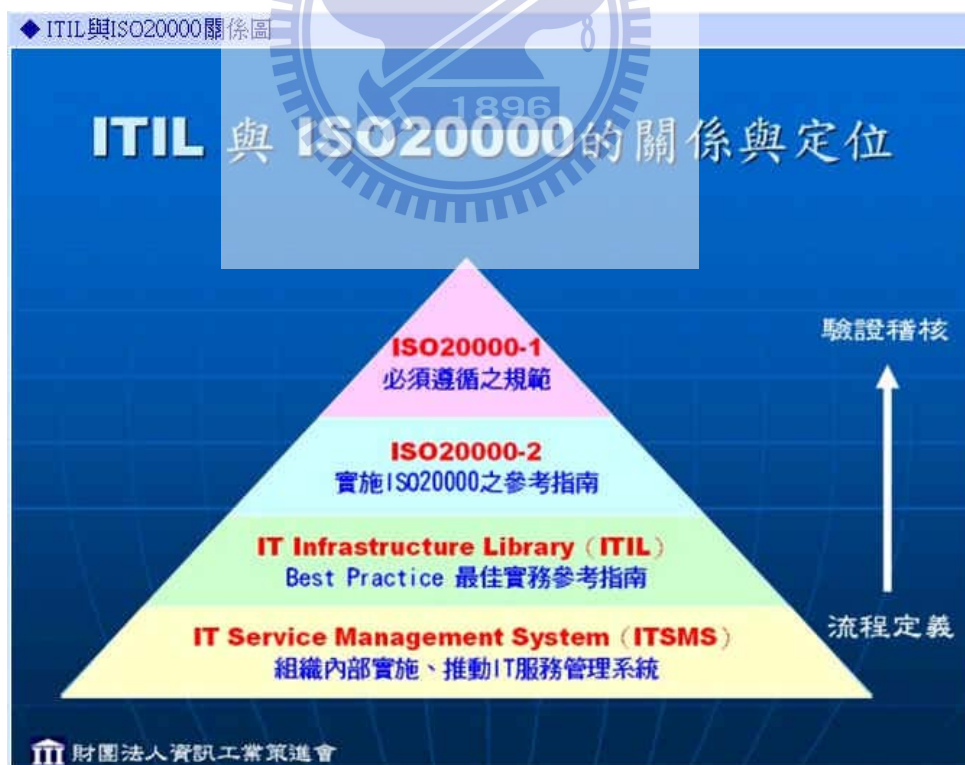 ◆ ITIL與ISO20000關係圖
1896
ITIL 與 ISO20000的關係與定位
ISO20000-1
必須遵循之規範
驗證稽核
ISO20000-2
實施ISO20000之參考指南
IT Infrastructure Library（ITIL）
Best Practice 最佳實務參考指南
流程定義
IT Service Management System（ITSMS）
組織內部實施、推動IT服務管理系統
財團法人資訊工業策進會